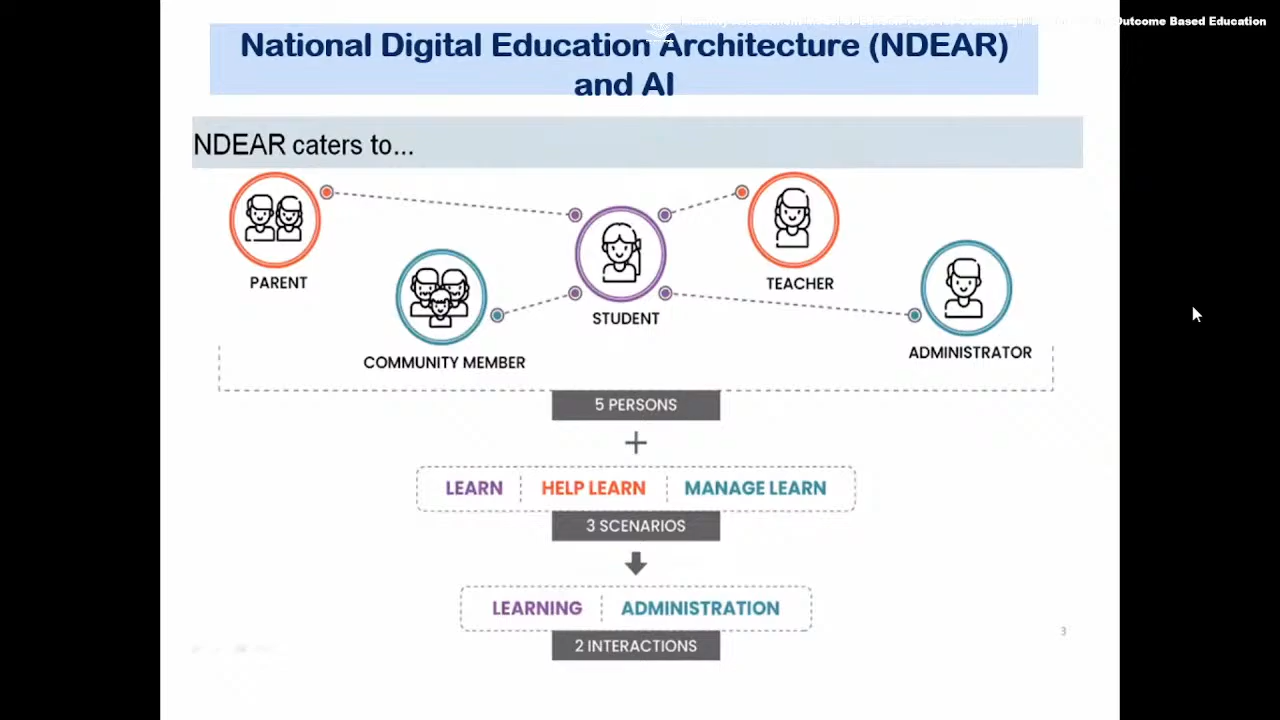 Outcome Based Education
National Digital Education Architecture (NDEAR)
and AI
NDEAR caters to...
PARENT
COMMUNITY MEMBER
STUDENT
TEACHER
ADMINISTRATOR
5 PERSONS
+
LEARN HELP LEARN MANAGE LEARN
3 SCENARIOS
LEARNING ADMINISTRATION
2 INTERACTIONS
3